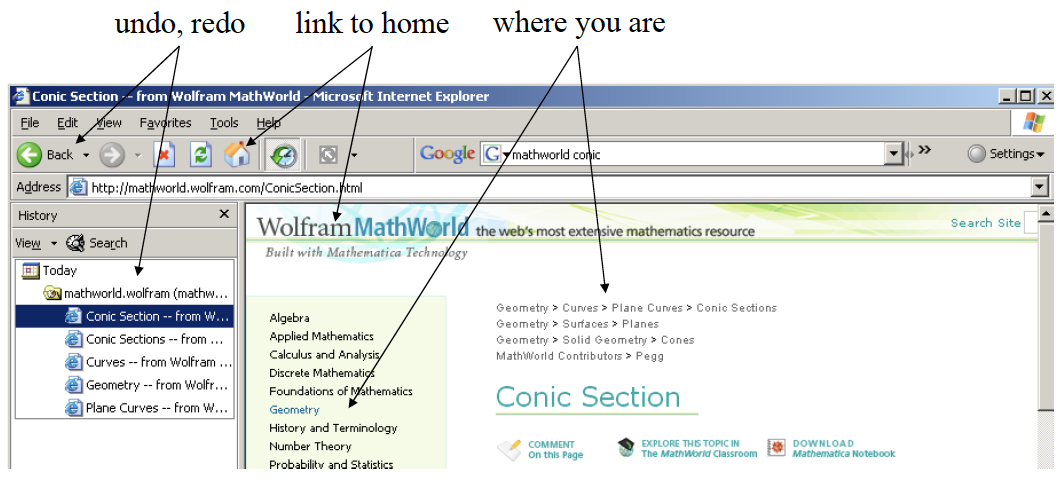 undo, redo link to home where you are
Conic Section -- from Wolfram MathWorld - Microsoft Internet Explorer
File Edit View Favorites Tools Help
Back Google G mathworld conic Settings
Address http://mathworld.wolfram.com/ConicSection.html
History
View Search
Today
mathworld.wolfram (mathw...
Conic Section -- from W...
Conic Sections -- from ...
Curves -- from Wolfram ...
Geometry -- from Wolfr...
Plane Curves -- from W...
Wolfram MathWorld the web's most extensive mathematics resource
Search Site
Built with Mathematica Technology
Algebra
Applied Mathematics
Calculus and Analysis
Discrete Mathematics
Foundations of Mathematics
Geometry
History and Terminology
Number Theory
Probability and Statistics
Geometry > Curves > Plane Curves > Conic Sections
Geometry > Surfaces > Planes
Geometry > Solid Geometry > Cones
MathWorld Contributors > Pegg
Conic Section
COMMENT
On this Page
EXPLORE THIS TOPIC IN
The MathWorld Classroom
DOWNLOAD
Mathematica Notebook